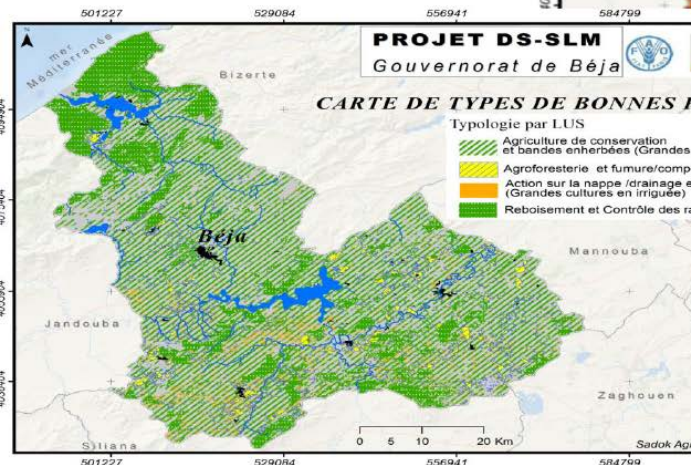 501227 529084 556941 584799
PROJET DS-SLM
Gouvernorat de Béja
CARTE DE TYPES DE BONNES
Typologie par LUS
Agriculture de conservation
et bandes enherbées (Grandes
Agroforesterie et fumure/comp
Action sur la nappe /drainage e
(Grandes cultures en irriguée)
Reboisement et Contrôle des ra
N
mer
Méditerranée
Bizerte
Béja
Mannouba
Jandouba
Zaghouen
Siliana
0 5 10 20 Km
Sadok Agr
501227 529084 556941 584799